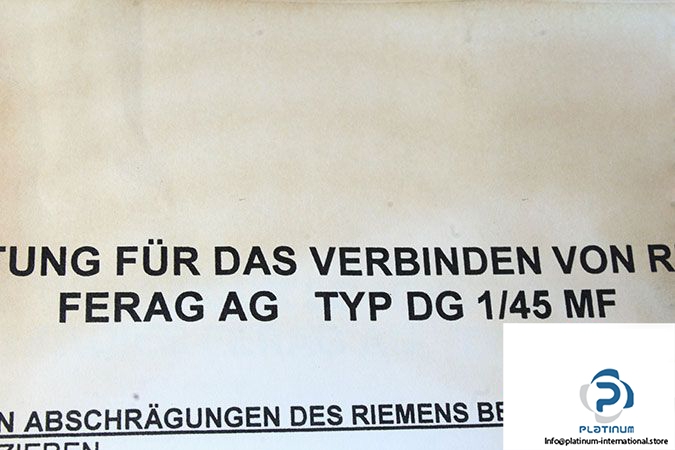 TUNG FÜR DAS VERBINDEN VON R
FERAG AG TYP DG 1/45 MF
N ABSCHRÄGUNGEN DES RIEMENS BE
ZIEREN
PLATINUM
Info@platinum-international.store